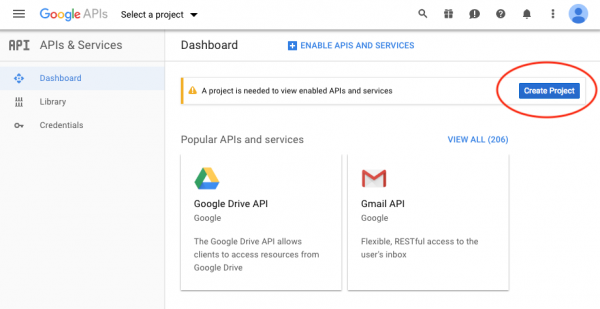 Google APIs
Select a project
API APIs & Services
Dashboard
ENABLE APIS AND SERVICES
Dashboard
Library
Credentials
A project is needed to view enabled APIs and services
Create Project
Popular APIs and services
VIEW ALL (206)
Google Drive API
Google
The Google Drive API allows
clients to access resources from
Google Drive
Gmail API
Google
Flexible, RESTful access to the
user's inbox